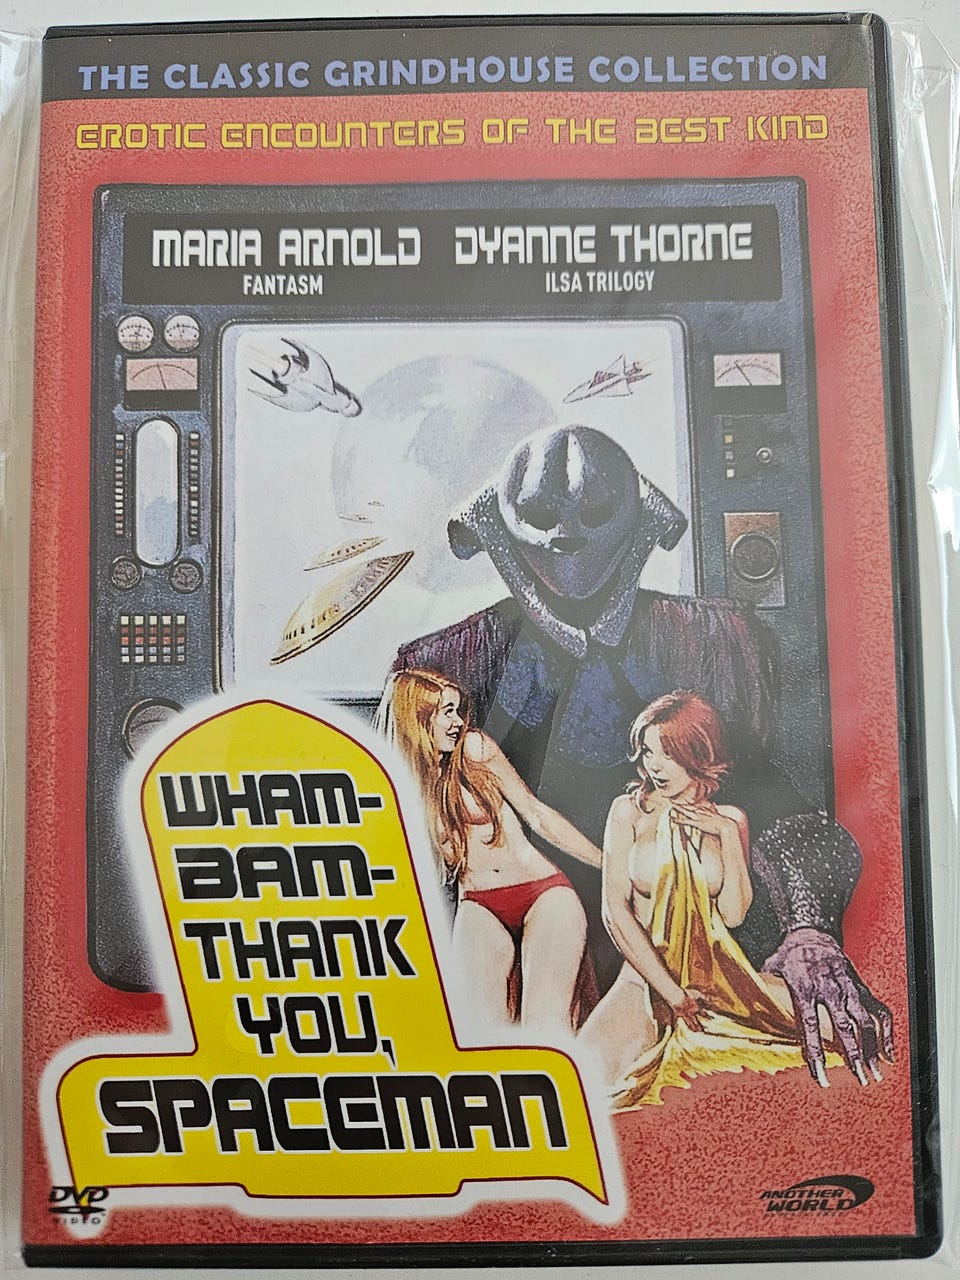 THE CLASSIC GRINDHOUSE COLLECTION
EROTIC ENCOUNTERS OF THE BEST KIND
MARIA ARNOLD DYANNE THORNE
FANTASM ILSA TRILOGY
WHAM-
BAM-
THANK
YOU,
SPACEMAN
DVD
VIDEO
ANOTHER
WORLD